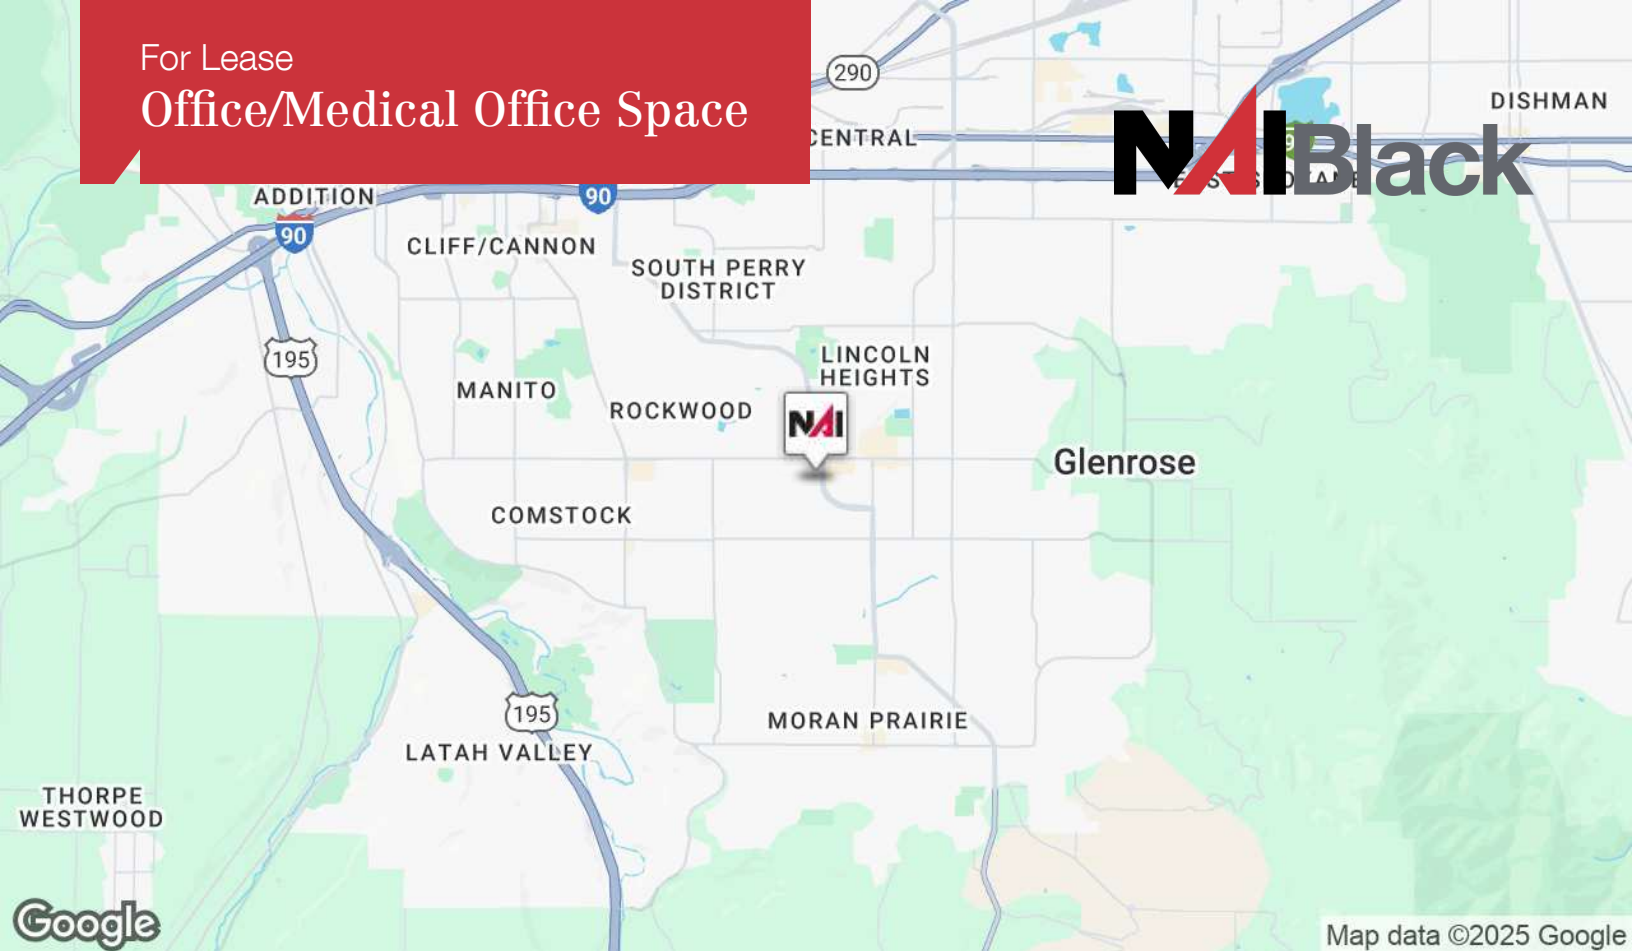 For Lease
Office/Medical Office Space
290
DISHMAN
CENTRAL
NAIBlack
90
ADDITION
90
CLIFF/CANNON
SOUTH PERRY
DISTRICT
195
LINCOLN
HEIGHTS
MANITO
ROCKWOOD
NAI
Glenrose
COMSTOCK
195
MORAN PRAIRIE
LATAH VALLEY
THORPE
WESTWOOD
Google
Map data ©2025 Google